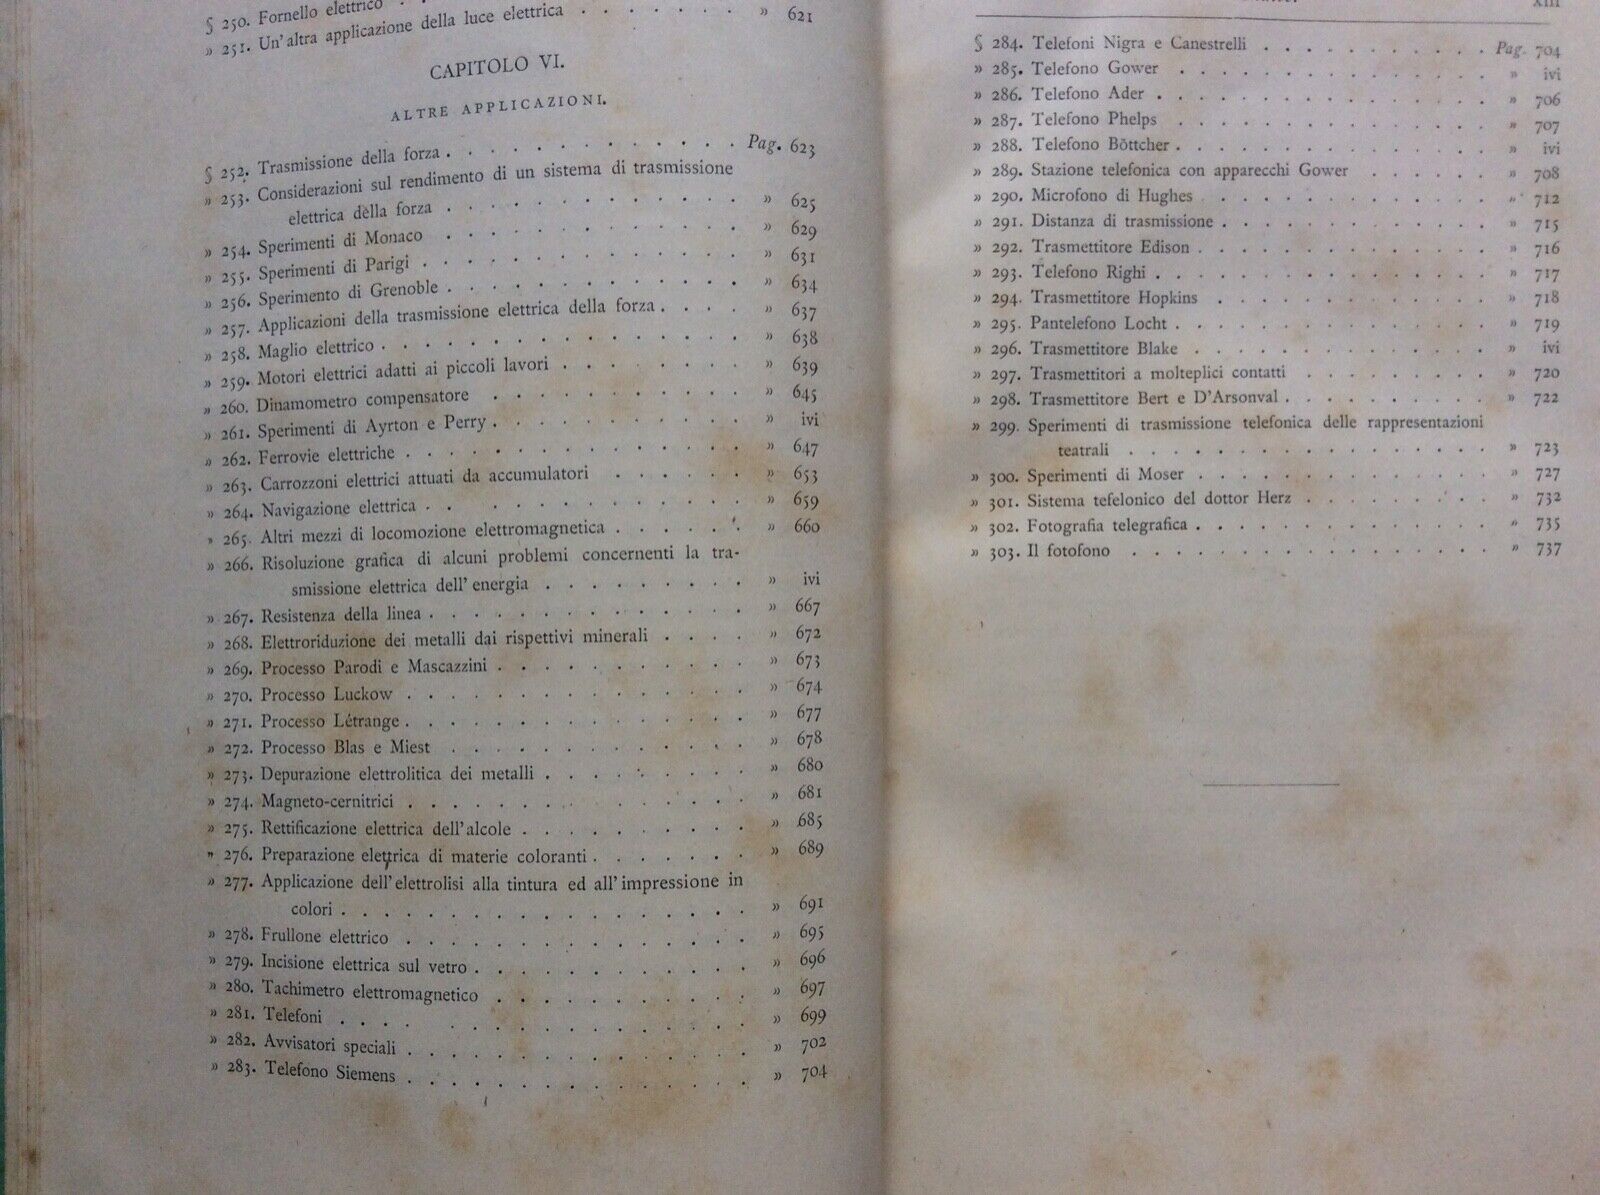 § 250. Fornello elettrico
» 251. Un'altra applicazione della luce elettrica . . . . . . » 621
CAPITOLO VI.
ALTRE APPLICAZIONI.
§ 252. Trasmissione della forza . . . . . . . . . . . Pag. 623
» 253. Considerazioni sul rendimento di un sistema di trasmissione
elettrica della forza . . . . . . . . . . » 625
» 254. Sperimenti di Monaco . . . . . . . . . . » 629
» 255. Sperimenti di Parigi . . . . . . . . . . » 631
» 256. Sperimento di Grenoble . . . . . . . . . . » 634
» 257. Applicazioni della trasmissione elettrica della forza . . . . » 637
» 258. Maglio elettrico . . . . . . . . . . » 638
» 259. Motori elettrici adatti ai piccoli lavori . . . . . . » 639
» 260. Dinamometro compensatore . . . . . . . . » 645
» 261. Sperimenti di Ayrton e Perry . . . . . . . . » ivi
» 262. Ferrovie elettriche . . . . . . . . . . » 647
» 263. Carrozzoni elettrici attuati da accumulatori . . . . . » 653
» 264. Navigazione elettrica . . . . . . . . . . » 659
» 265. Altri mezzi di locomozione elettromagnetica . . . . . » 660
» 266. Risoluzione grafica di alcuni problemi concernenti la tra-
smissione elettrica dell'energia . . . . . . . . » ivi
» 267. Resistenza della linea . . . . . . . . . . » 667
» 268. Elettroriduzione dei metalli dai rispettivi minerali . . . . » 672
» 269. Processo Parodi e Mascazzini . . . . . . . . » 673
» 270. Processo Luckow . . . . . . . . . . » 674
» 271. Processo Létrange . . . . . . . . . . » 677
» 272. Processo Blas e Miest . . . . . . . . . . » 678
» 273. Depurazione elettrolitica dei metalli . . . . . . . » 680
» 274. Magneto-cernitrici . . . . . . . . . . » 681
» 275. Rettificazione elettrica dell'alcole . . . . . . . » 685
» 276. Preparazione elettrica di materie coloranti . . . . . . » 689
» 277. Applicazione dell'elettrolisi alla tintura ed all'impressione in
colori . . . . . . . . . . . . . » 691
» 278. Frullone elettrico . . . . . . . . . . » 695
» 279. Incisione elettrica sul vetro . . . . . . . . . » 696
» 280. Tachimetro elettromagnetico . . . . . . . . » 697
» 281. Telefoni . . . . . . . . . . . . » 699
» 282. Avvisatori speciali . . . . . . . . . . » 702
» 283. Telefono Siemens . . . . . . . . . . » 704
XIII
§ 284. Telefoni Nigra e Canestrelli . . . . . . . . . Pag. 704
» 285. Telefono Gower . . . . . . . . . . » ivi
» 286. Telefono Ader . . . . . . . . . . » 706
» 287. Telefono Phelps . . . . . . . . . . » 707
» 288. Telefono Böttcher . . . . . . . . . . » ivi
» 289. Stazione telefonica con apparecchi Gower . . . . . . » 708
» 290. Microfono di Hughes . . . . . . . . . . » 712
» 291. Distanza di trasmissione . . . . . . . . . . » 715
» 292. Trasmettitore Edison . . . . . . . . . . » 716
» 293. Telefono Righi . . . . . . . . . . » 717
» 294. Trasmettitore Hopkins . . . . . . . . . . » 718
» 295. Pantelefono Locht . . . . . . . . . . » 719
» 296. Trasmettitore Blake . . . . . . . . . . » ivi
» 297. Trasmettitori a molteplici contatti . . . . . . . . » 720
» 298. Trasmettitore Bert e D'Arsonval . . . . . . . . » 722
» 299. Sperimenti di trasmissione telefonica delle rappresentazioni
teatrali . . . . . . . . . . . . » 723
» 300. Sperimenti di Moser . . . . . . . . . . » 727
» 301. Sistema tefelonico del dottor Herz . . . . . . . . » 732
» 302. Fotografia telegrafica . . . . . . . . . . » 735
» 303. Il fotofono . . . . . . . . . . . . » 737